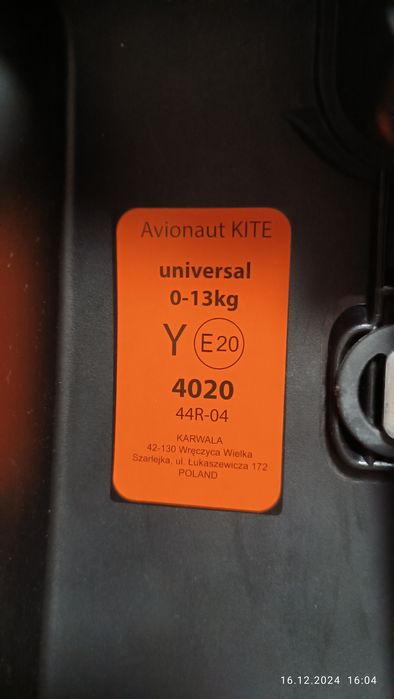 Avionaut KITE
universal
0-13kg
Y E20
4020
44R-04
KARWALA
42-130 Wręczyca Wielka
Szarlejka, ul. Łukaszewicza 172
POLAND
16.12.2024 16:04